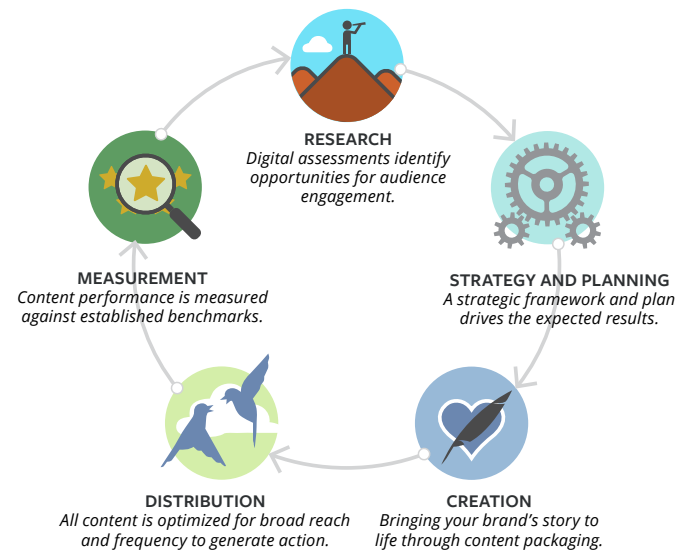 RESEARCH
Digital assessments identify
opportunities for audience
engagement.
STRATEGY AND PLANNING
A strategic framework and plan
drives the expected results.
CREATION
Bringing your brand’s story to
life through content packaging.
DISTRIBUTION
All content is optimized for broad reach
and frequency to generate action.
MEASUREMENT
Content performance is measured
against established benchmarks.